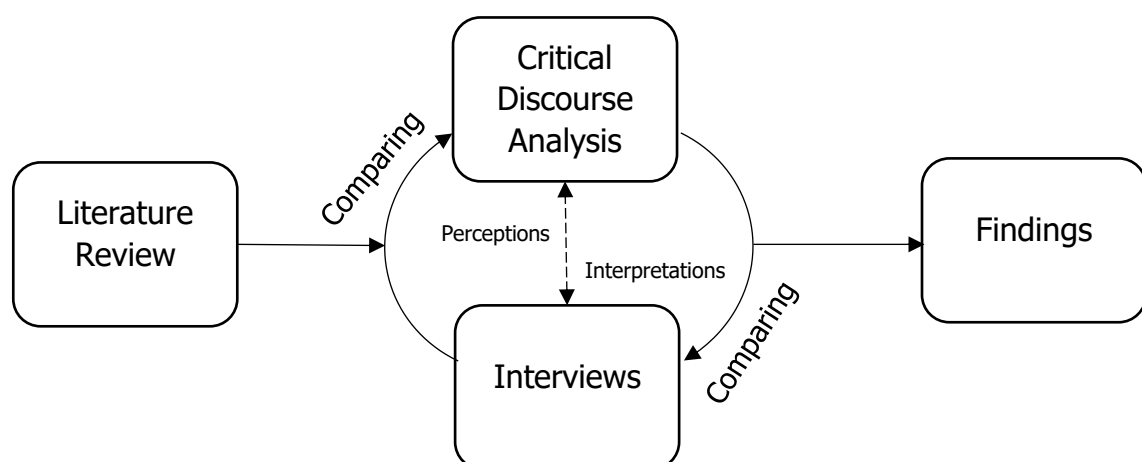 Literature
Review
Comparing
Critical
Discourse
Analysis
Perceptions
Interpretations
Interviews
Comparing
Findings